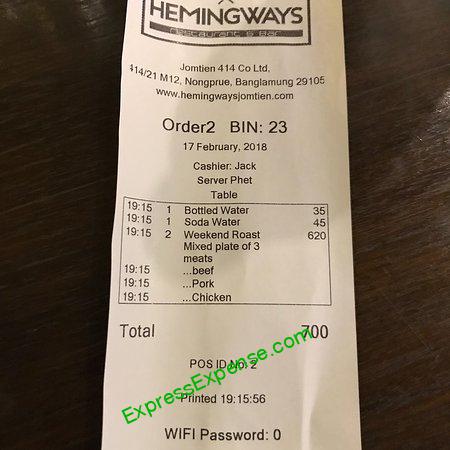 HEMINGWAYS
Restaurant & Bar
Jomtien 414 Co Ltd,
414/21 M12, Nongprue, Banglamung 29105
www.hemingwaysjomtien.com
Order2 BIN: 23
17 February, 2018
Cashier: Jack
Server Phet
Table
19:15 1 Bottled Water 35
19:15 1 Soda Water 45
19:15 2 Weekend Roast 620
Mixed plate of 3
meats
19:15 ...beef
19:15 ...Pork
19:15 ...Chicken
Total 700
POS ID No. 2
ExpressExpense.com
Printed 19:15:56
WIFI Password: 0